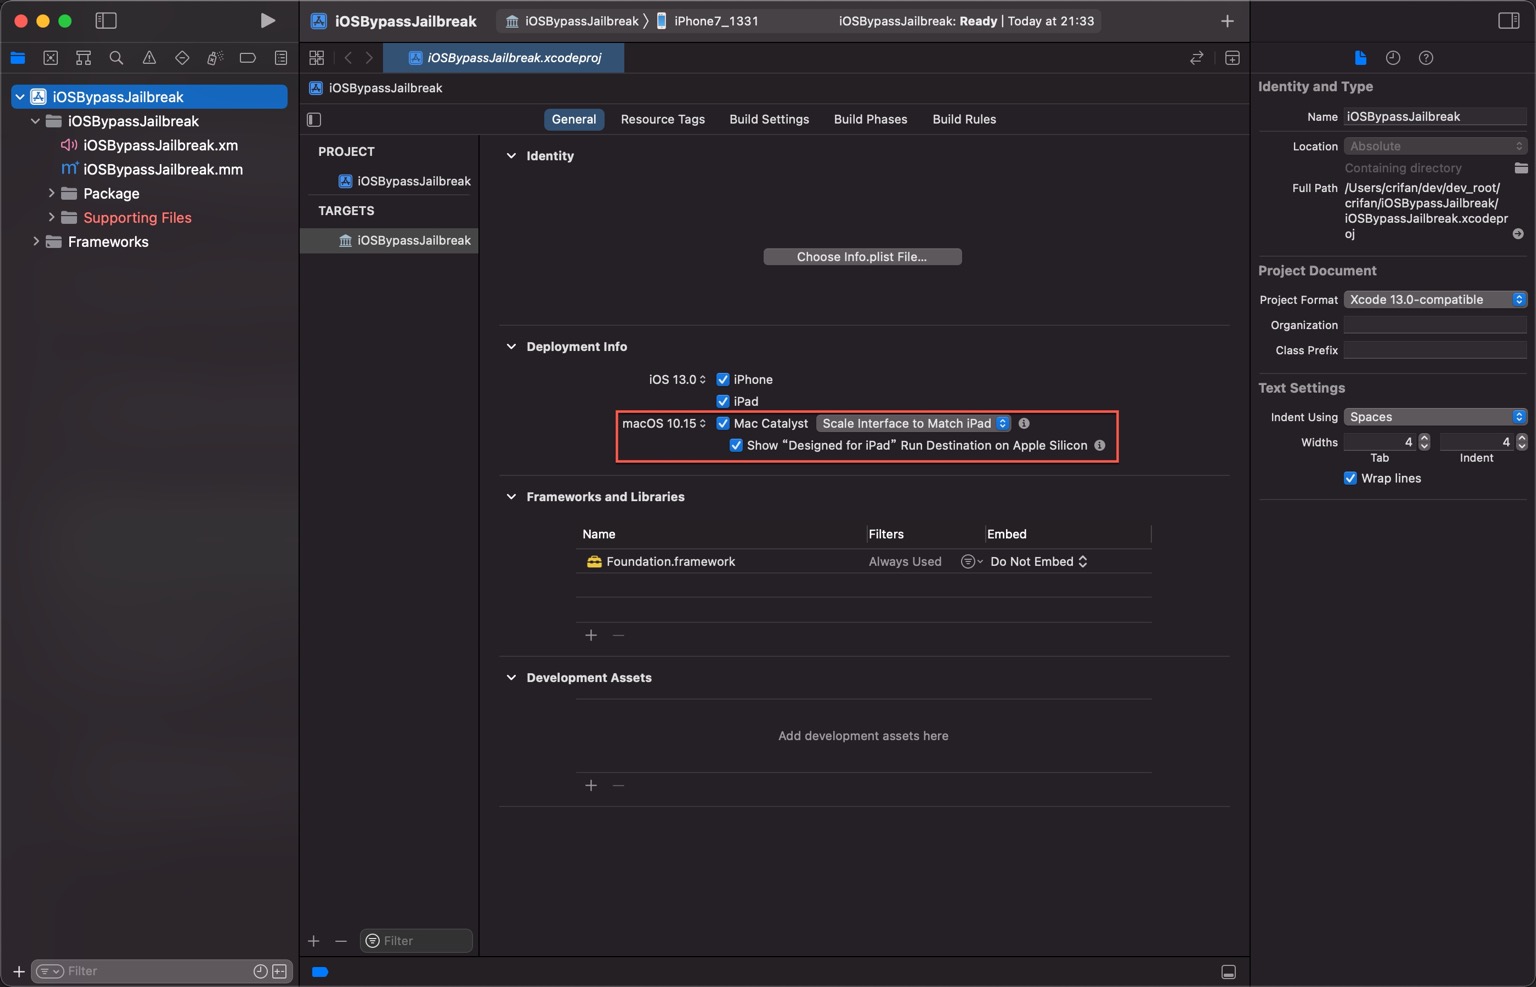 iOSBypassJailbreak
iOSBypassJailbreak
iOSBypassJailbreak.xm
iOSBypassJailbreak.mm
Package
Supporting Files
Frameworks
Filter
iOSBypassJailbreak
iOSBypassJailbreak 〉 iPhone7_1331
iOSBypassJailbreak: Ready | Today at 21:33
iOSBypassJailbreak.xcodeproj
iOSBypassJailbreak
General Resource Tags Build Settings Build Phases Build Rules
PROJECT
iOSBypassJailbreak
TARGETS
iOSBypassJailbreak
Filter
Identity
Choose Info.plist File...
Deployment Info
iOS 13.0 iPhone
iPad
macOS 10.15 Mac Catalyst Scale Interface to Match iPad
Show “Designed for iPad” Run Destination on Apple Silicon
Frameworks and Libraries
Name Filters Embed
Foundation.framework Always Used Do Not Embed
Development Assets
Add development assets here
Identity and Type
Name iOSBypassJailbreak
Location Absolute
Containing directory
Full Path /Users/crifan/dev/dev_root/
crifan/iOSBypassJailbreak/
iOSBypassJailbreak.xcodepr
oj
Project Document
Project Format Xcode 13.0-compatible
Organization
Class Prefix
Text Settings
Indent Using Spaces
Widths 4 4
Tab Indent
Wrap lines